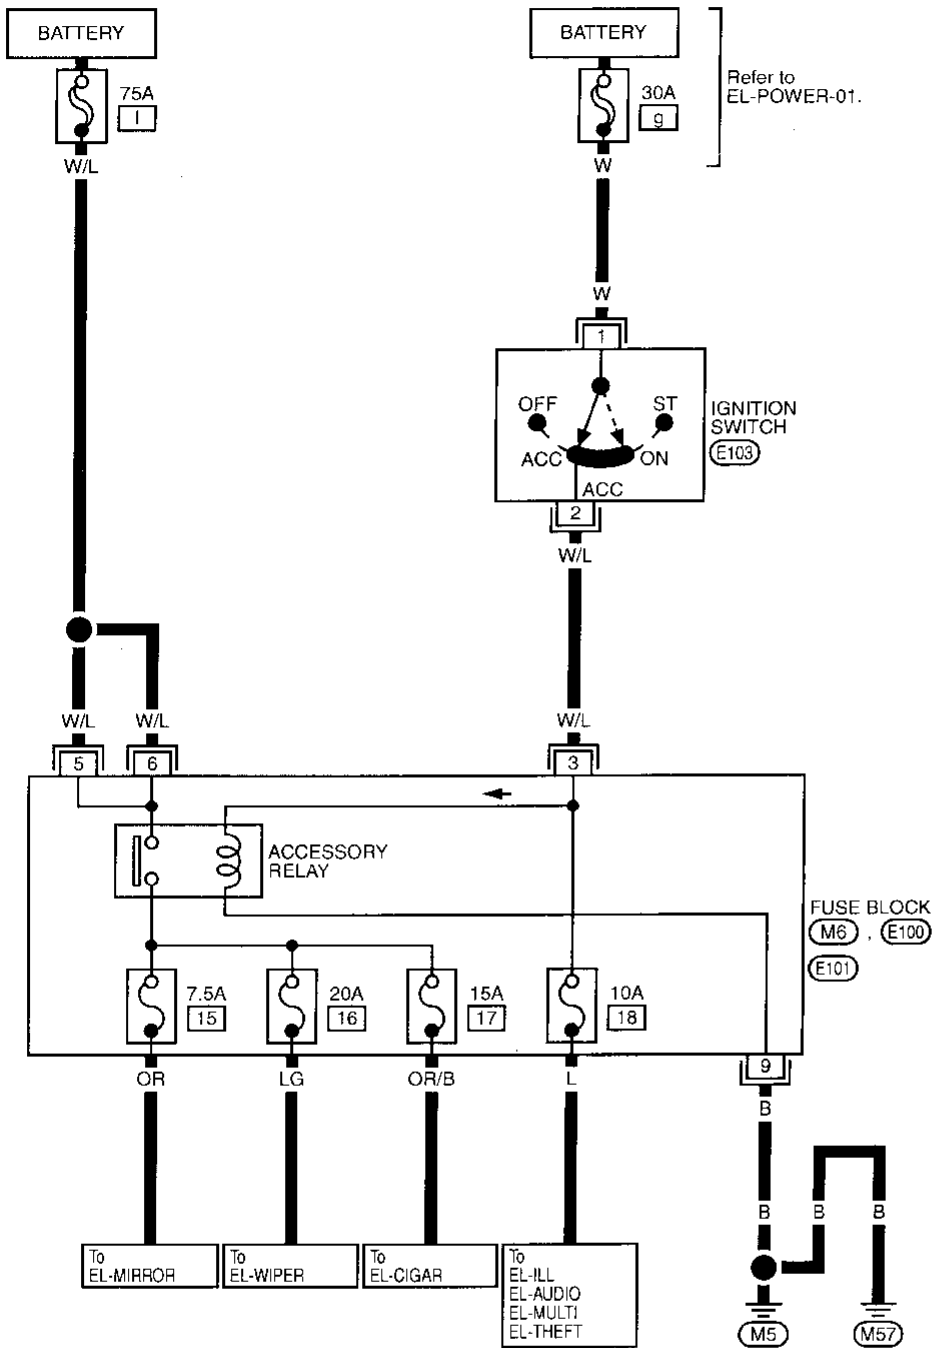 BATTERY
BATTERY
75A
I
30A
g
Refer to
EL-POWER-01.
W/L
W
W
1
OFF
ST
IGNITION
SWITCH
E103
ACC
ON
ACC
2
W/L
W/L
W/L
W/L
5
6
3
ACCESSORY
RELAY
FUSE BLOCK
M6 , E100
E101
7.5A
15
20A
16
15A
17
10A
18
OR
LG
OR/B
L
9
B
B
B
B
To
EL-MIRROR
To
EL-WIPER
To
EL-CIGAR
To
EL-ILL
EL-AUDIO
EL-MULTI
EL-THEFT
M5
M57